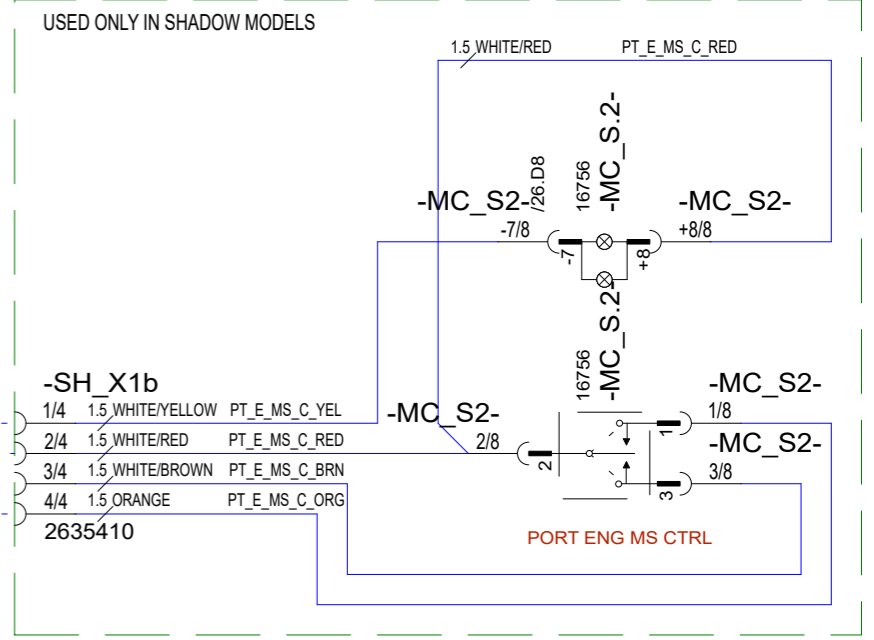 USED ONLY IN SHADOW MODELS
1.5 WHITE/RED PT_E_MS_C_RED
/26.D8
16756
-MC_S.2-
-MC_S2-
-MC_S2-
-7/8
+8/8
-7
+8
16756
-MC_S.2-
-SH_X1b
-MC_S2-
-MC_S2-
1/4 1.5 WHITE/YELLOW PT_E_MS_C_YEL
1/8
2/4 1.5 WHITE/RED PT_E_MS_C_RED
2/8
-MC_S2-
1
2
3/4 1.5 WHITE/BROWN PT_E_MS_C_BRN
3/8
3
4/4 1.5 ORANGE PT_E_MS_C_ORG
2635410
PORT ENG MS CTRL